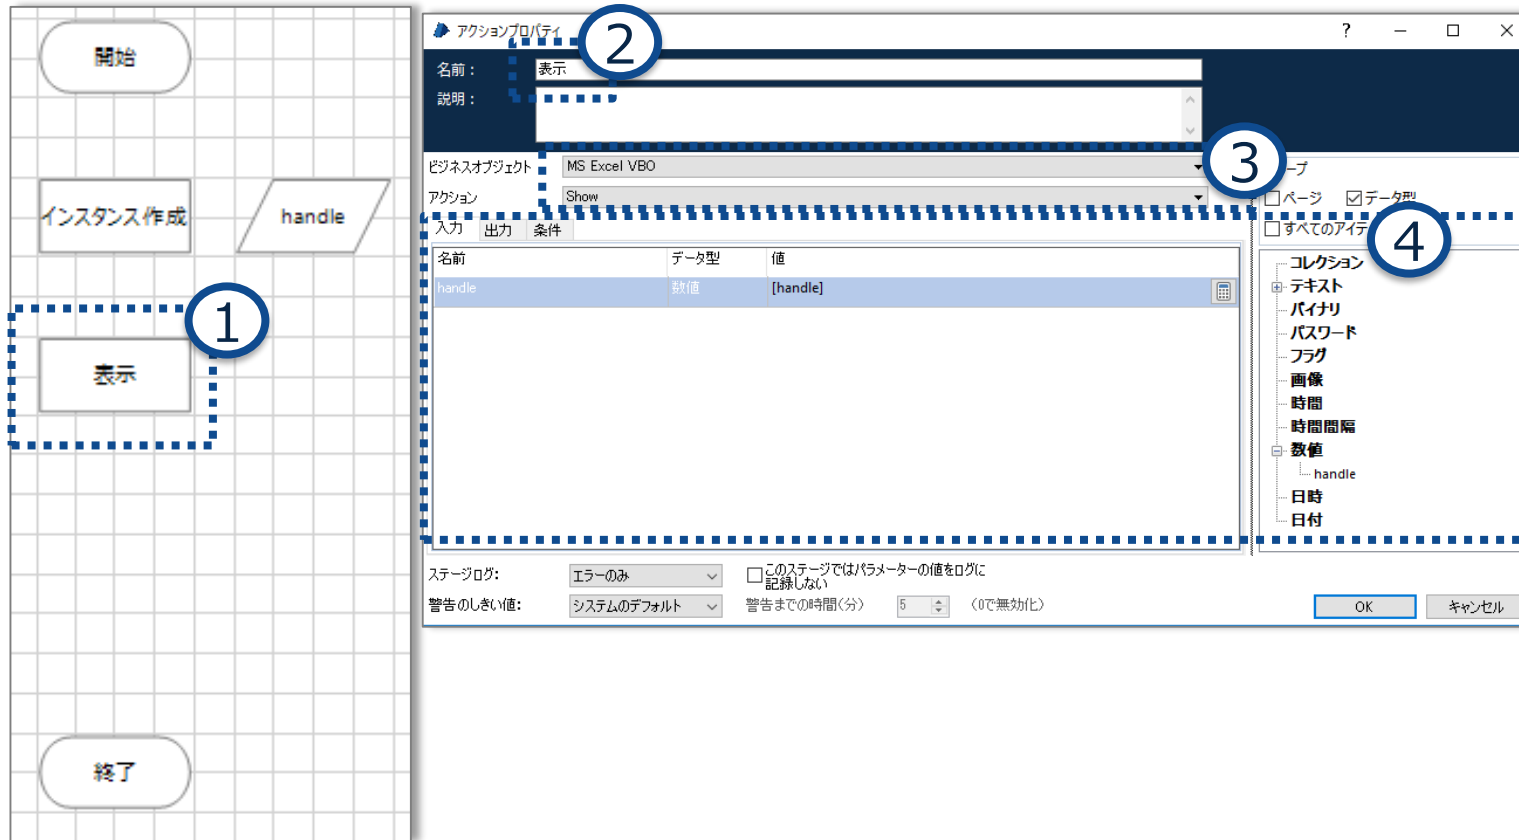 開始
インスタンス作成
handle
1
表示
終了
アクションプロパティ
2
?
名前：
表示
説明：
ビジネスオブジェクト
MS Excel VBO
3
ープ
アクション
Show
ページ
データ型
4
すべてのアイテ
入力
出力
条件
名前
データ型
値
handle
数値
[handle]
コレクション
テキスト
バイナリ
パスワード
フラグ
画像
時間
時間間隔
数値
handle
日時
日付
ステージログ:
エラーのみ
このステージではパラメーターの値をログに
記録しない
警告のしきい値:
システムのデフォルト
警告までの時間(分)
5
(0で無効化)
OK
キャンセル